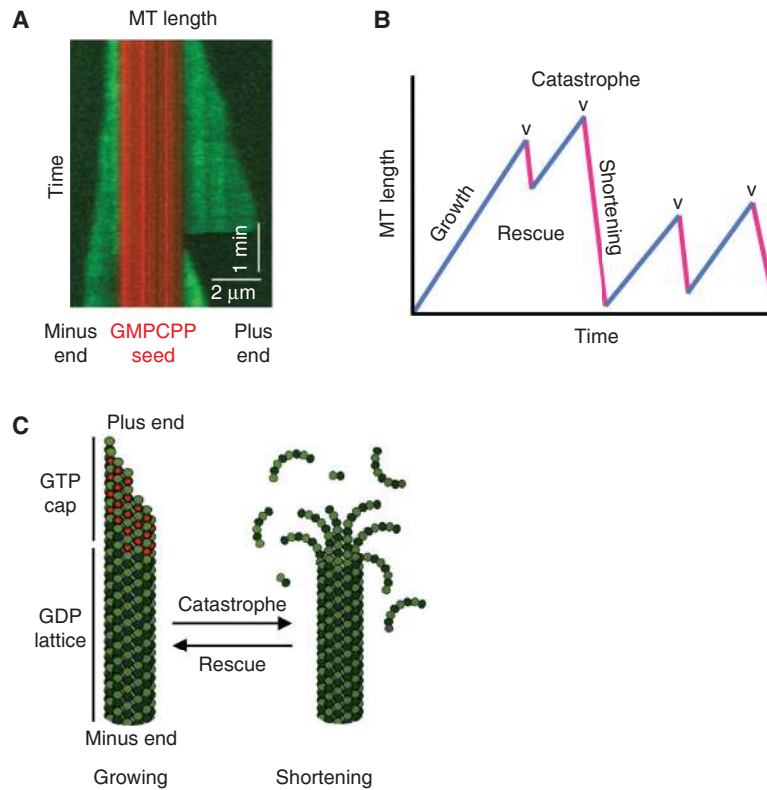 A
MT length
Time
1 min
2 μm
Minus
end
GMPCPP
seed
Plus
end
B
Catastrophe
v
v
v
v
MT length
Growth
Rescue
Shortening
Time
C
Plus end
GTP
cap
GDP
lattice
Catastrophe
Rescue
Minus end
Growing
Shortening